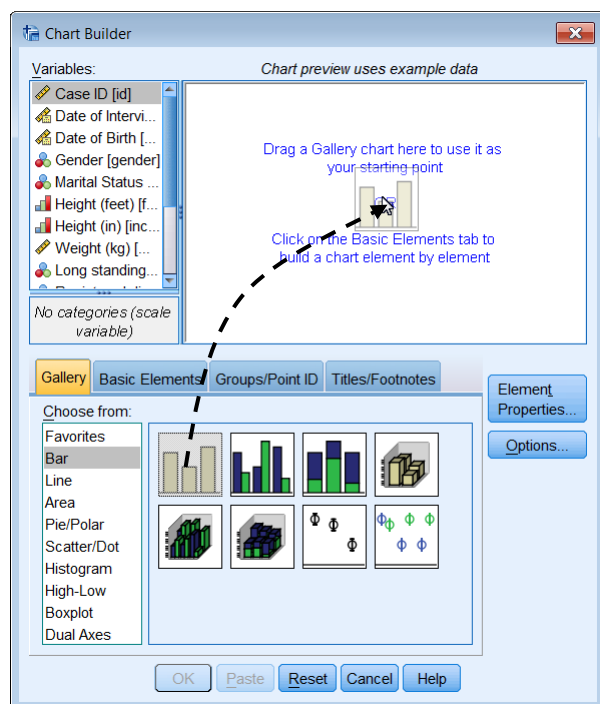 Chart Builder
Variables:
Chart preview uses example data
Case ID [id]
Date of Intervi...
Date of Birth [...
Gender [gender]
Marital Status ...
Height (feet) [f...
Height (in) [inc...
Weight (kg) [...
Long standing...
No categories (scale
variable)
Drag a Gallery chart here to use it as
your starting point
Click on the Basic Elements tab to
build a chart element by element
Gallery
Basic Elements
Groups/Point ID
Titles/Footnotes
Element
Properties...
Options...
Choose from:
Favorites
Bar
Line
Area
Pie/Polar
Scatter/Dot
Histogram
High-Low
Boxplot
Dual Axes
OK
Paste
Reset
Cancel
Help